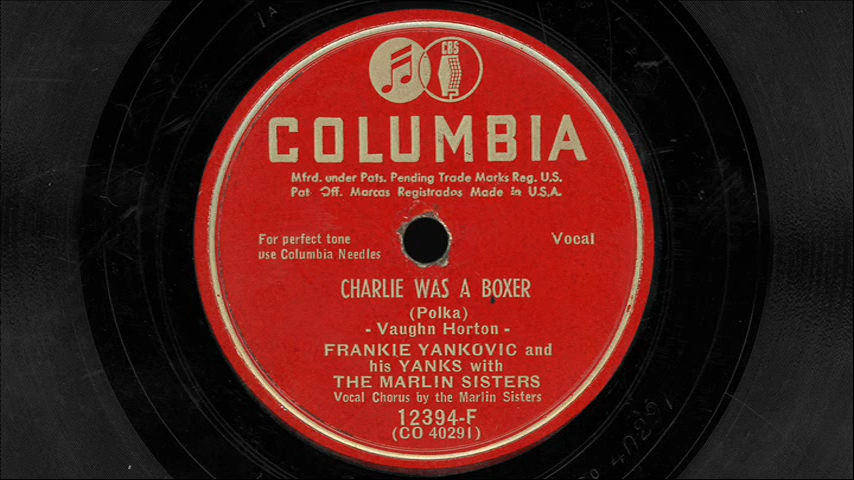 CBS
COLUMBIA
Mfrd. under Pats. Pending Trade Marks Reg. U.S.
Pat. Off. Marcas Registradas Made in U.S.A.
For perfect tone
use Columbia Needles
Vocal
CHARLIE WAS A BOXER
(Polka)
- Vaughn Horton -
FRANKIE YANKOVIC and
his YANKS with
THE MARLIN SISTERS
Vocal Chorus by the Marlin Sisters
12394-F
(CO 40291)
1A